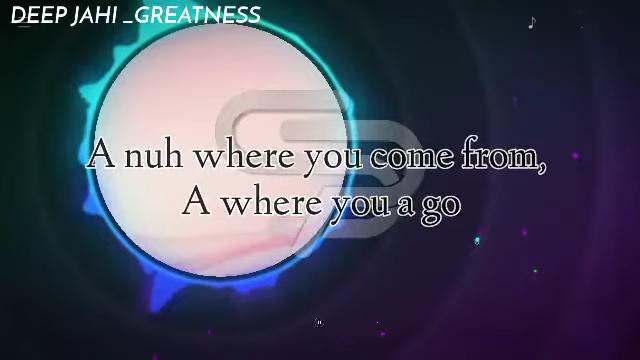 DEEP JAHI _GREATNESS
A nuh where you come from,
A where you a go